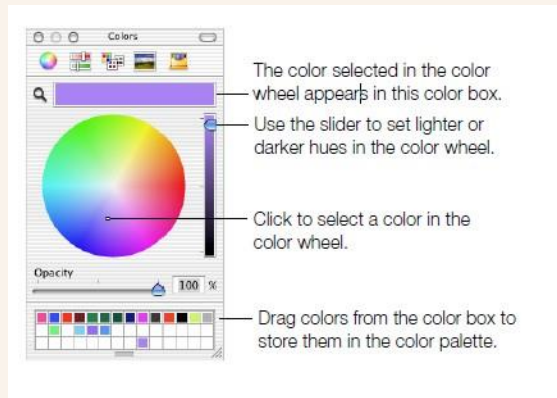 Colors
The color selected in the color
wheel appears in this color box.
Use the slider to set lighter or
darker hues in the color wheel.
Click to select a color in the
color wheel.
Opacity
100 %
Drag colors from the color box to
store them in the color palette.